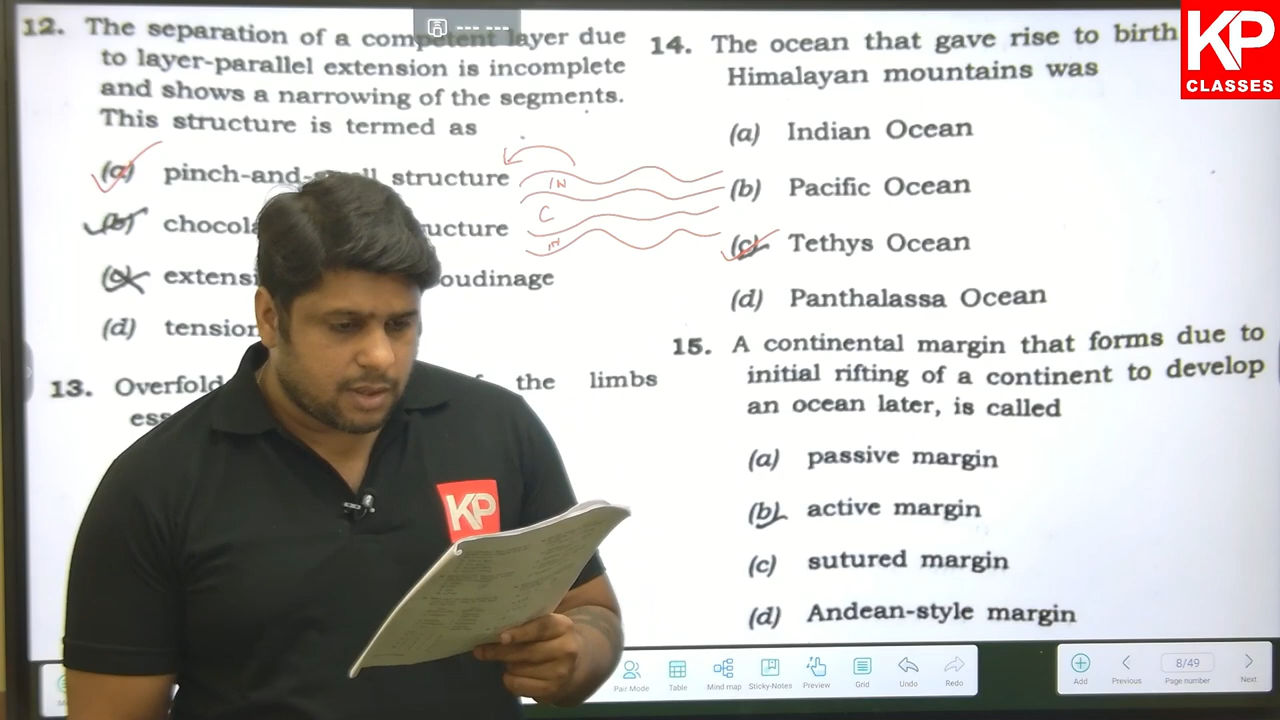 12. The separation of a competent layer due
to layer-parallel extension is incomplete
and shows a narrowing of the segments.
This structure is termed as
(a) pinch-and- structure
(b)
(c) oudinage
(d) tension
IN
C
IN
13. Overfold the limbs
14. The ocean that gave rise to birth
Himalayan mountains was
(a) Indian Ocean
(b) Pacific Ocean
(c) Tethys Ocean
(d) Panthalassa Ocean
15. A continental margin that forms due to
initial rifting of a continent to develop
an ocean later, is called
(a) passive margin
(b) active margin
(c) sutured margin
(d) Andean-style margin
KP
CLASSES
KP
Pair Mode
Table
Mind map
Sticky-Notes
Preview
Grid
Undo
Redo
Add
Previous
8/49
Page number
Next